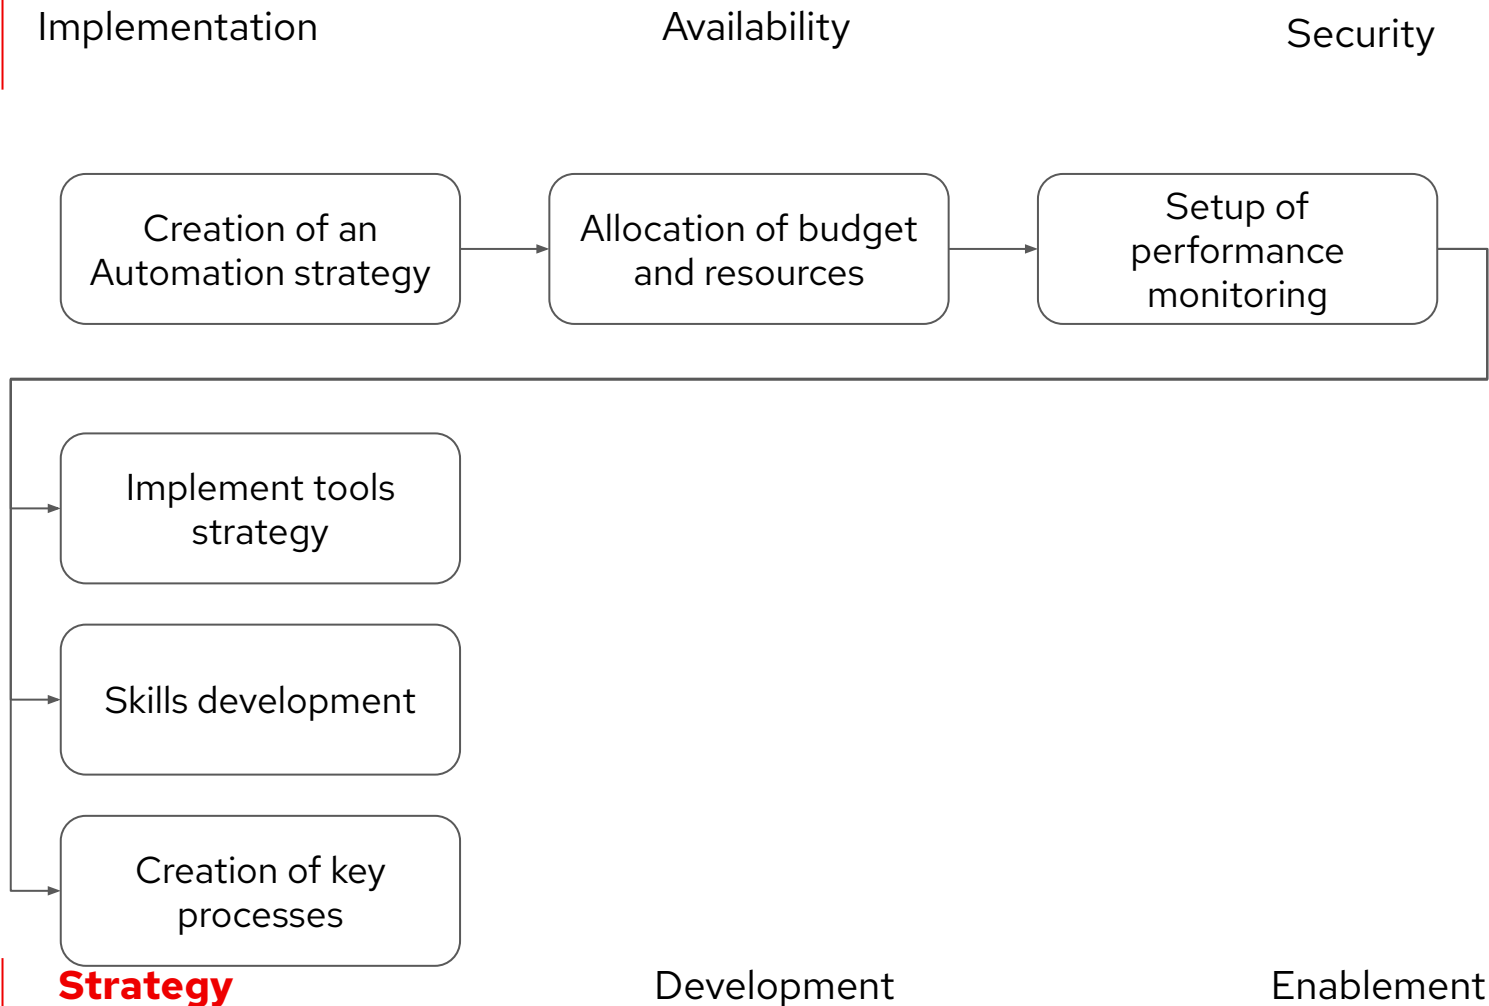 Implementation
Availability
Security
Creation of an
Automation strategy
Allocation of budget
and resources
Setup of
performance
monitoring
Implement tools
strategy
Skills development
Creation of key
processes
Strategy
Development
Enablement